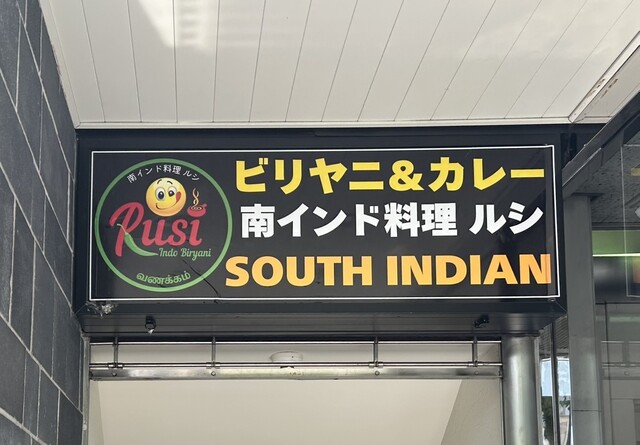 南インド料理 ルシ
Rusi
Indo Biryani
வணக்கம்
ビリヤニ&カレー
南インド料理 ルシ
SOUTH INDIAN